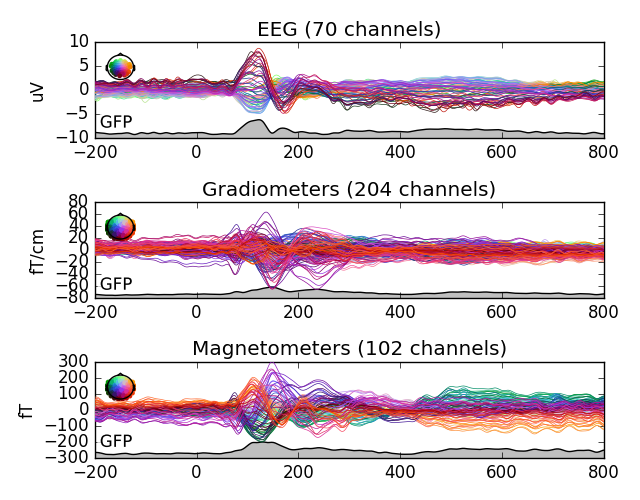 EEG (70 channels)
10
5
0
−5
−10
uV
GFP
−200 0 200 400 600 800
Gradiometers (204 channels)
80
60
40
20
0
−20
−40
−60
−80
fT/cm
GFP
−200 0 200 400 600 800
Magnetometers (102 channels)
300
200
100
0
−100
−200
−300
fT
GFP
−200 0 200 400 600 800